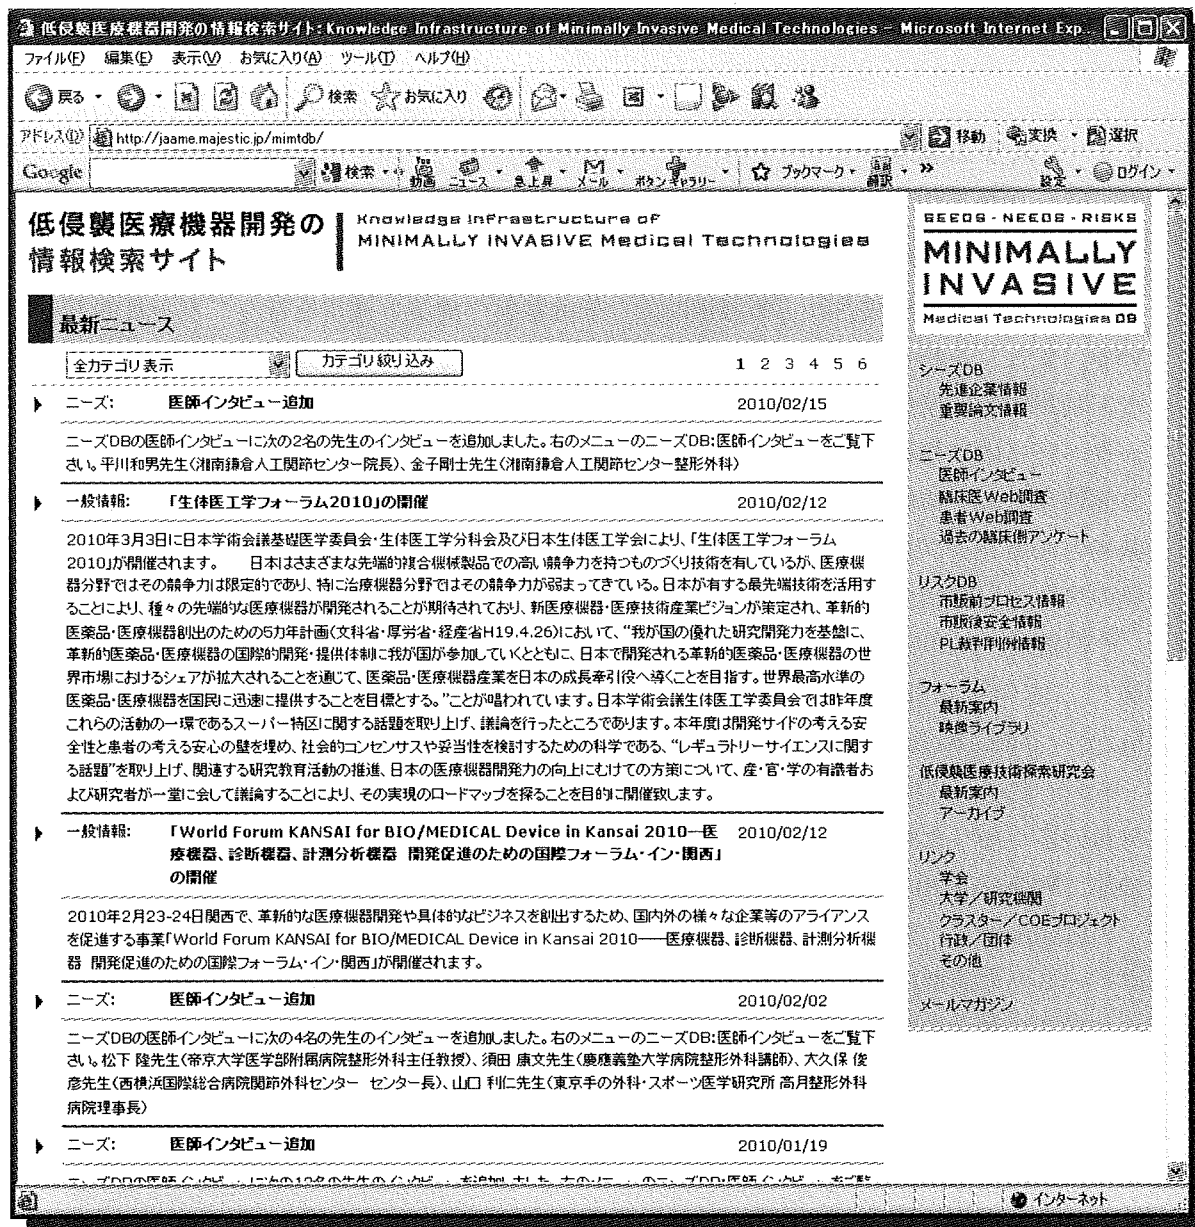 低侵襲医療機器開発の情報検索サイト:Knowledge Infrastructure of Minimally Invasive Medical Technologies - Microsoft Internet Exp..
ファイル(F) 編集(E) 表示(V) お気に入り(A) ツール(T) ヘルプ(H)
戻る 検索 お気に入り
アドレス(D) http://jaame.majestic.jp/mimtdb/ 移動 変換 選択
Google 検索 動画 ニュース 急上昇 メール ボタンギャラリー ブックマーク 翻訳 » 設定 ログイン
低侵襲医療機器開発の
情報検索サイト
Knowledge Infrastructure of
MINIMALLY INVASIVE Medical Technologies
最新ニュース
全カテゴリ表示 カテゴリ絞り込み 1 2 3 4 5 6
ニーズ: 医師インタビュー追加 2010/02/15
ニーズDBの医師インタビューに次の2名の先生のインタビューを追加しました。右のメニューのニーズDB:医師インタビューをご覧下
さい。平川和男先生(湘南鎌倉人工関節センター院長)、金子剛士先生(湘南鎌倉人工関節センター整形外科)
一般情報: 「生体医工学フォーラム2010」の開催 2010/02/12
2010年3月3日に日本学術会議基礎医学委員会・生体医工学分科会及び日本生体医工学会により、「生体医工学フォーラム
2010」が開催されます。 日本はさまざまな先端的複合機械製品での高い競争力を持つものづくり技術を有しているが、医療機
器分野ではその競争力は限定的であり、特に治療機器分野ではその競争力が弱まってきている。日本が有する最先端技術を活用す
ることにより、種々の先端的な医療機器が開発されることが期待されており、新医療機器・医療技術産業ビジョンが策定され、革新的
医薬品・医療機器創出のための5カ年計画(文科省・厚労省・経産省H19.4.26)において、“我が国の優れた研究開発力を基盤に、
革新的医薬品・医療機器の国際的開発・提供体制に我が国が参加していくとともに、日本で開発される革新的医薬品・医療機器の世
界市場におけるシェアが拡大されることを通じて、医薬品・医療機器産業を日本の成長牽引役へ導くことを目指す。世界最高水準の
医薬品・医療機器を国民に迅速に提供することを目標とする。”ことが唱われています。日本学術会議生体医工学委員会では昨年度
これらの活動の一環であるスーパー特区に関する話題を取り上げ、議論を行ったところであります。本年度は開発サイドの考える安
全性と患者の考える安心の壁を埋め、社会的コンセンサスや妥当性を検討するための科学である、“レギュラトリーサイエンスに関す
る話題”を取り上げ、関連する研究教育活動の推進、日本の医療機器開発力の向上にむけての方策について、産・官・学の有識者お
よび研究者が一堂に会して議論することにより、その実現のロードマップを探ることを目的に開催致します。
一般情報: 「World Forum KANSAI for BIO/MEDICAL Device in Kansai 2010―医 2010/02/12
療機器、診断機器、計測分析機器 開発促進のための国際フォーラム・イン・関西」
の開催
2010年2月23-24日関西で、革新的な医療機器開発や具体的なビジネスを創出するため、国内外の様々な企業等のアライアンス
を促進する事業「World Forum KANSAI for BIO/MEDICAL Device in Kansai 2010――医療機器、診断機器、計測分析機
器 開発促進のための国際フォーラム・イン・関西」が開催されます。
ニーズ: 医師インタビュー追加 2010/02/02
ニーズDBの医師インタビューに次の4名の先生のインタビューを追加しました。右のメニューのニーズDB:医師インタビューをご覧下
さい。松下 隆先生(帝京大学医学部附属病院整形外科主任教授)、須田 康文先生(慶應義塾大学病院整形外科講師)、大久保 俊
彦先生(西横浜国際総合病院関節外科センター センター長)、山口 利仁先生(東京手の外科・スポーツ医学研究所 高月整形外科
病院理事長)
ニーズ: 医師インタビュー追加 2010/01/19
SEEDS - NEEDS - RISKS
MINIMALLY
INVASIVE
Medical Technologies DB
シーズDB
先進企業情報
重要論文情報
ニーズDB
医師インタビュー
臨床医Web調査
患者Web調査
過去の臨床側アンケート
リスクDB
市販前プロセス情報
市販後安全情報
PL裁判判例情報
フォーラム
最新案内
映像ライブラリ
低侵襲医療技術探索研究会
最新案内
アーカイブ
リンク
学会
大学/研究機関
クラスター/COEプロジェクト
行政/団体
その他
メールマガジン
インターネット